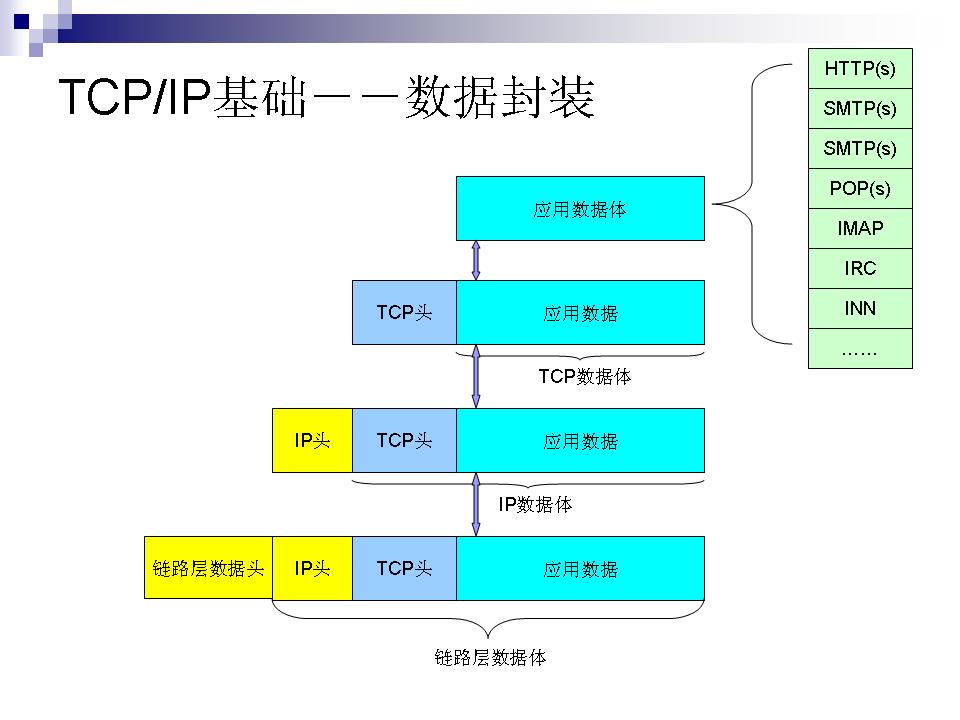 TCP/IP基础－－数据封装
HTTP(s)
SMTP(s)
SMTP(s)
POP(s)
IMAP
IRC
INN
……
应用数据体
TCP头
应用数据
TCP数据体
IP头
TCP头
应用数据
IP数据体
链路层数据头
IP头
TCP头
应用数据
链路层数据体